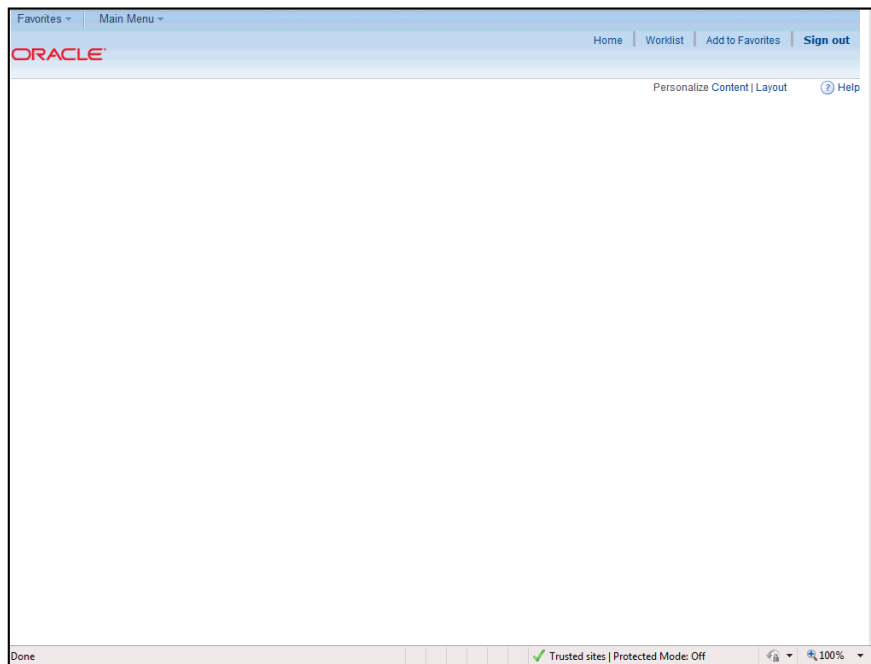 Favorites Main Menu
Home Worklist Add to Favorites Sign out
ORACLE
Personalize Content | Layout Help
Done Trusted sites | Protected Mode: Off 100%